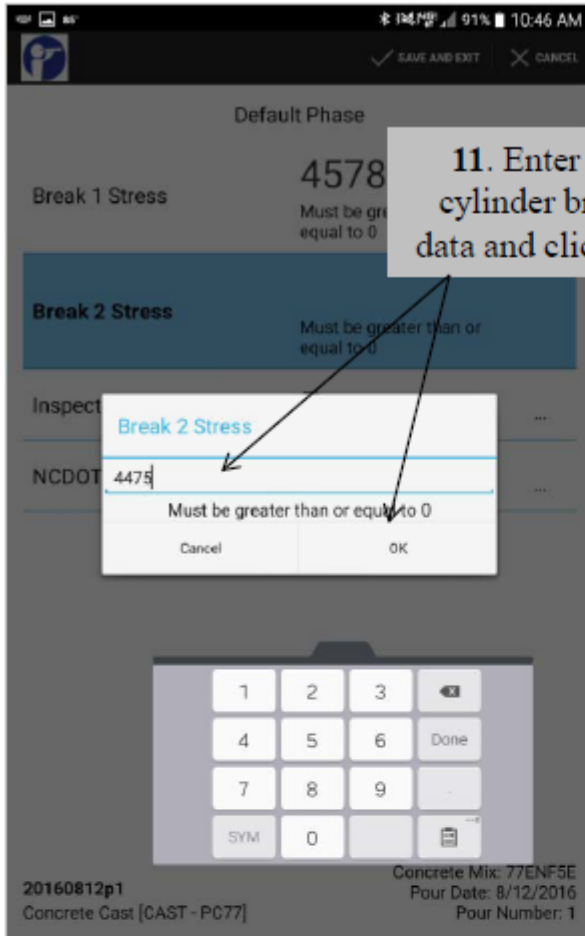 86° 91% 10:46 AM
SAVE AND EXIT CANCEL
Default Phase
11. Enter
cylinder
data and
Break 1 Stress
4578
Must be
equal to 0
Break 2 Stress
Must be greater than or
equal to 0
NCDOT
...
...
Break 2 Stress
4475
Must be greater than or equal to 0
Cancel OK
1 2 3
4 5 6 Done
7 8 9 .
SYM 0
20160812p1
Concrete Cast [CAST - PC77]
Concrete Mix: 77ENF5E
Pour Date: 8/12/2016
Pour Number: 1